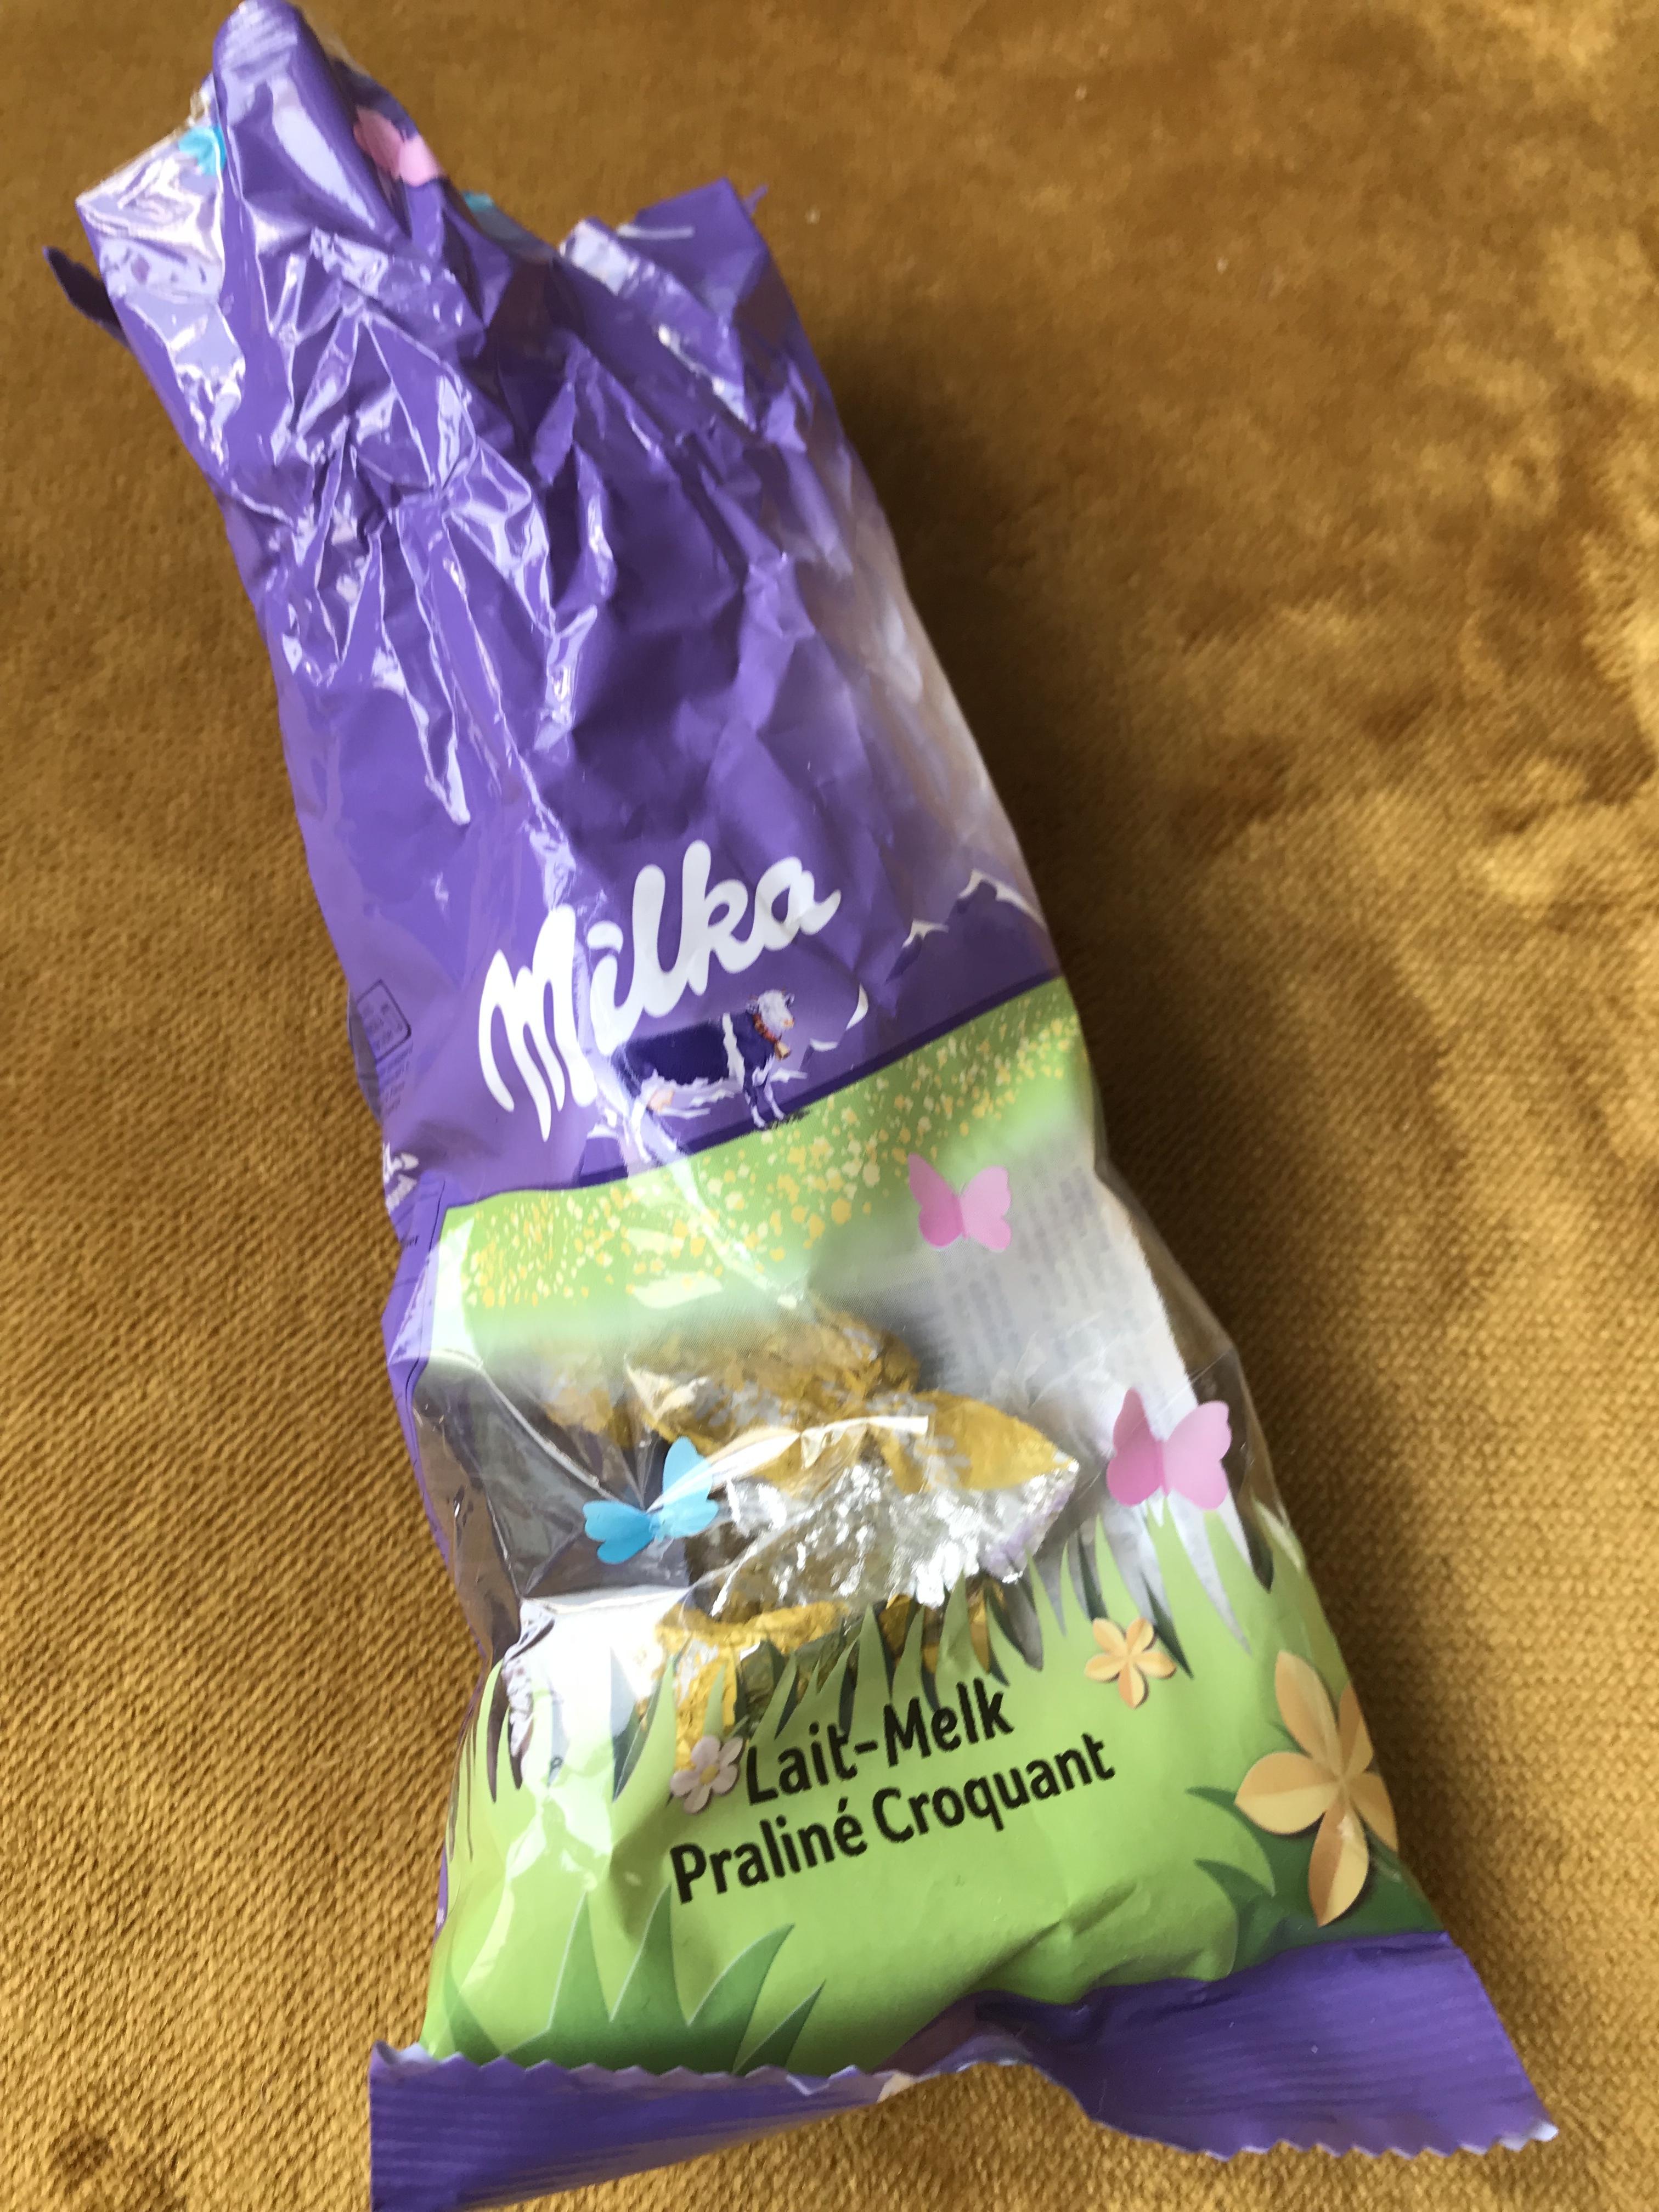 Milka
Lait-Melk
Praliné Croquant